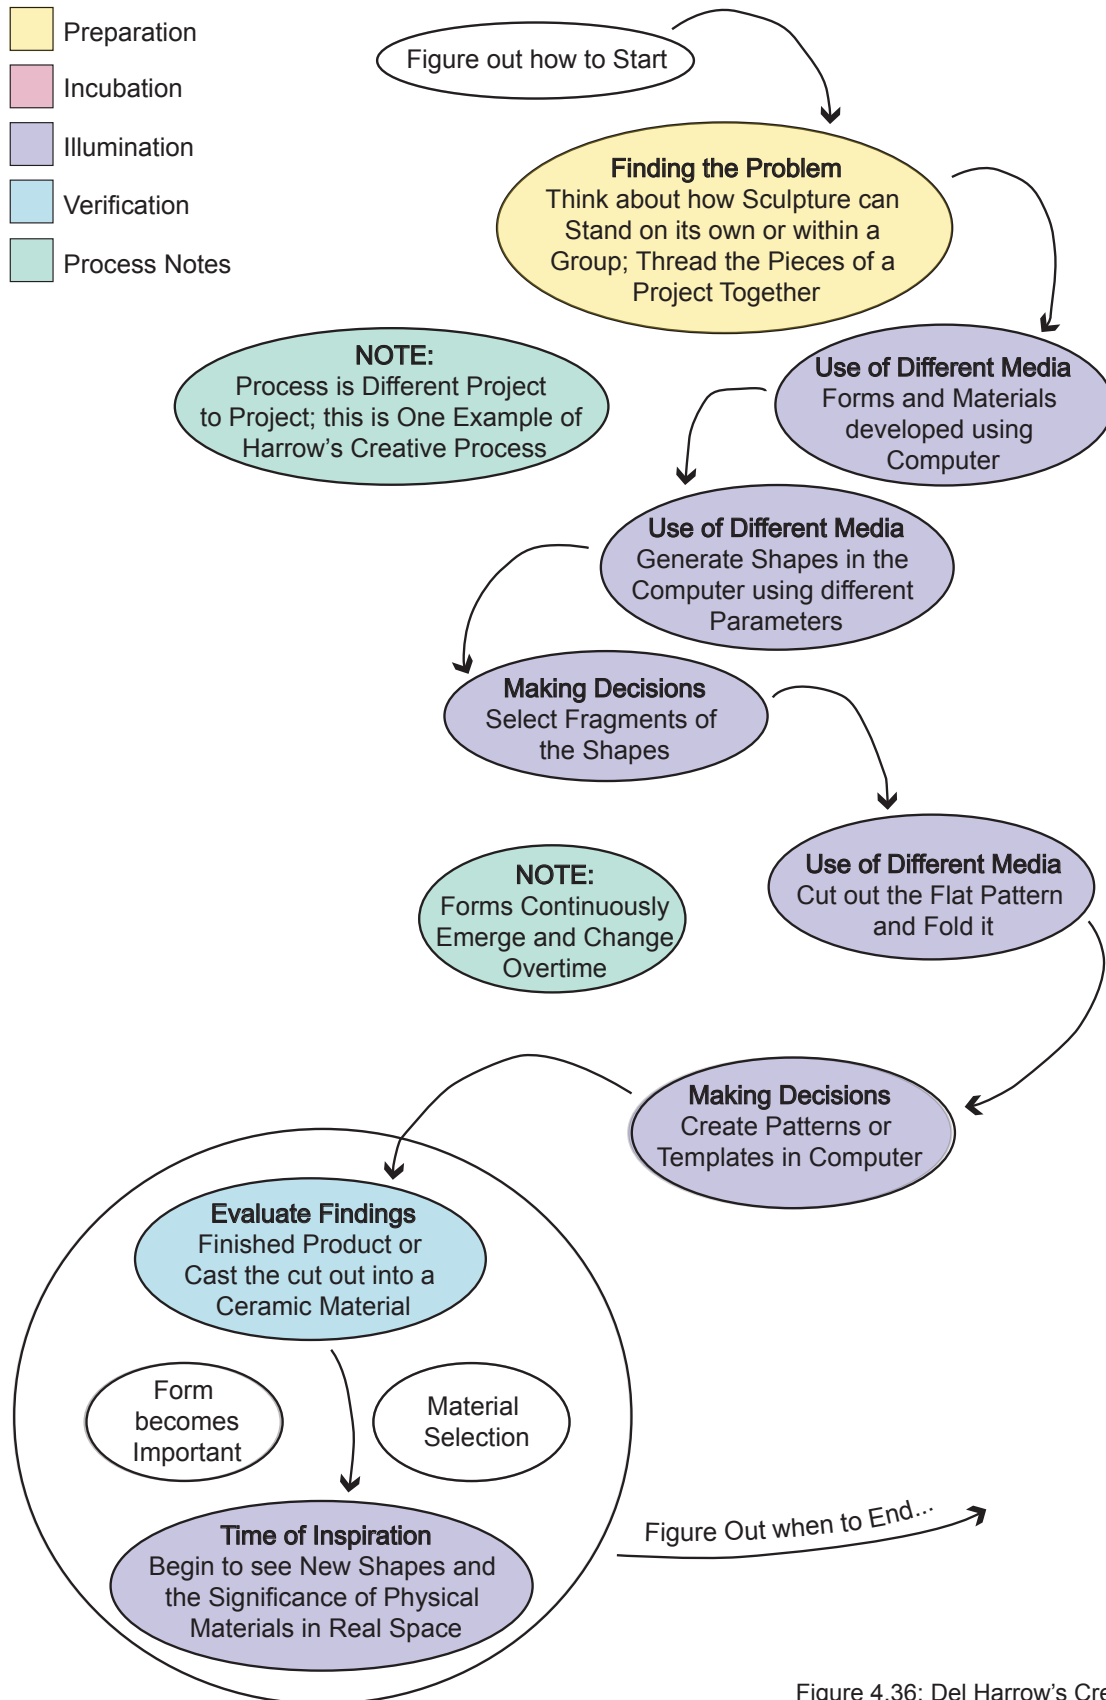 Preparation
Incubation
Illumination
Verification
Process Notes
Figure out how to Start
Finding the Problem
Think about how Sculpture can
Stand on its own or within a
Group; Thread the Pieces of a
Project Together
NOTE:
Process is Different Project
to Project; this is One Example of
Harrow's Creative Process
Use of Different Media
Forms and Materials
developed using
Computer
Use of Different Media
Generate Shapes in the
Computer using different
Parameters
Making Decisions
Select Fragments of
the Shapes
Use of Different Media
Cut out the Flat Pattern
and Fold it
NOTE:
Forms Continuously
Emerge and Change
Overtime
Making Decisions
Create Patterns or
Templates in Computer
Evaluate Findings
Finished Product or
Cast the cut out into a
Ceramic Material
Form
becomes
Important
Material
Selection
Time of Inspiration
Begin to see New Shapes and
the Significance of Physical
Materials in Real Space
Figure Out when to End...
Figure 4.36: Del Harrow's Cre